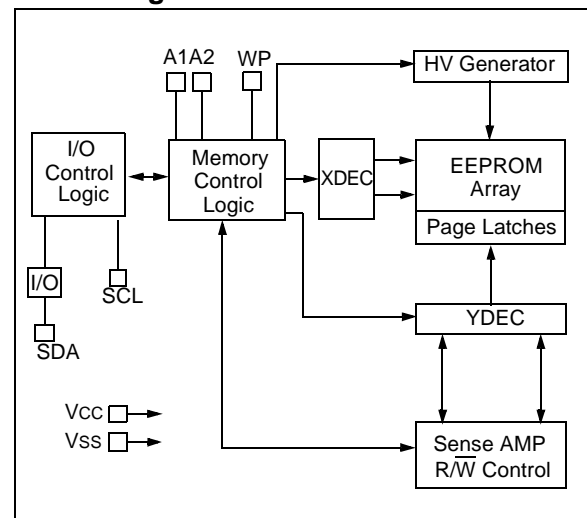 A1A2 WP
HV Generator
I/O
Control
Logic
Memory
Control
Logic
XDEC
EEPROM
Array
Page Latches
I/O
SCL
SDA
YDEC
VCC
VSS
Sense AMP
R/W̅ Control